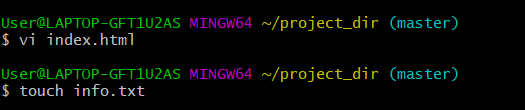 User@LAPTOP-GFT1U2AS MINGW64 ~/project_dir (master)
$ vi index.html
User@LAPTOP-GFT1U2AS MINGW64 ~/project_dir (master)
$ touch info.txt